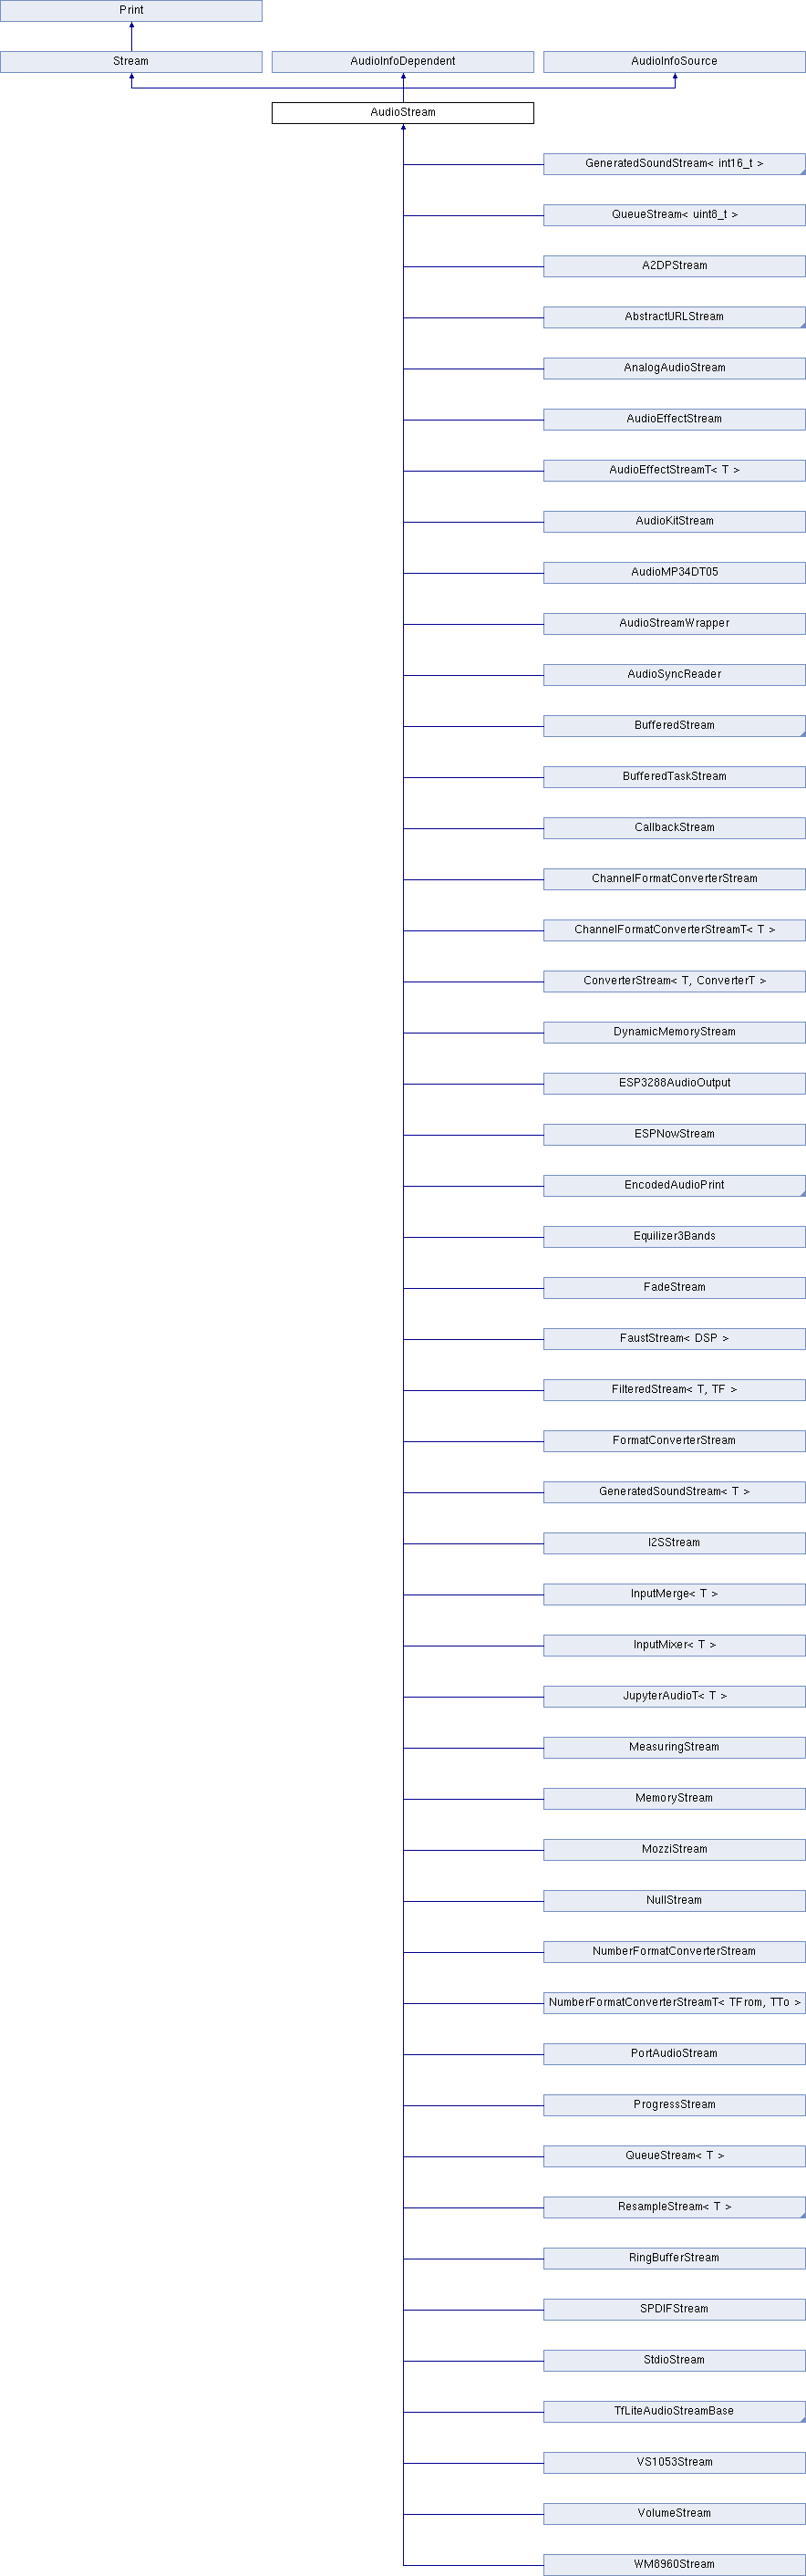 Print
Stream
AudioInfoDependent
AudioInfoSource
AudioStream
GeneratedSoundStream< int16_t >
QueueStream< uint8_t >
A2DPStream
AbstractURLStream
AnalogAudioStream
AudioEffectStream
AudioEffectStreamT< T >
AudioKitStream
AudioMP34DT05
AudioStreamWrapper
AudioSyncReader
BufferedStream
BufferedTaskStream
CallbackStream
ChannelFormatConverterStream
ChannelFormatConverterStreamT< T >
ConverterStream< T, ConverterT >
DynamicMemoryStream
ESP3288AudioOutput
ESPNowStream
EncodedAudioPrint
Equilizer3Bands
FadeStream
FaustStream< DSP >
FilteredStream< T, TF >
FormatConverterStream
GeneratedSoundStream< T >
I2SStream
InputMerge< T >
InputMixer< T >
JupyterAudioT< T >
MeasuringStream
MemoryStream
MozziStream
NullStream
NumberFormatConverterStream
NumberFormatConverterStreamT< TFrom, TTo >
PortAudioStream
ProgressStream
QueueStream< T >
ResampleStream< T >
RingBufferStream
SPDIFStream
StdioStream
TfLiteAudioStreamBase
VS1053Stream
VolumeStream
WM8960Stream